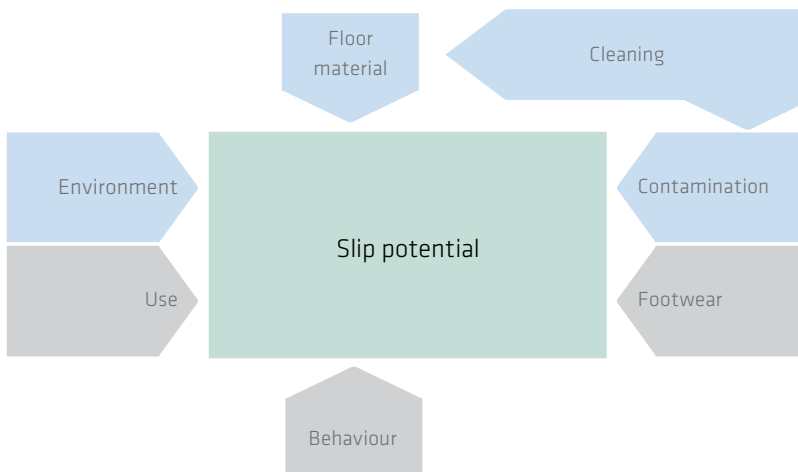 Floor
material
Cleaning
Environment
Contamination
Slip potential
Use
Footwear
Behaviour